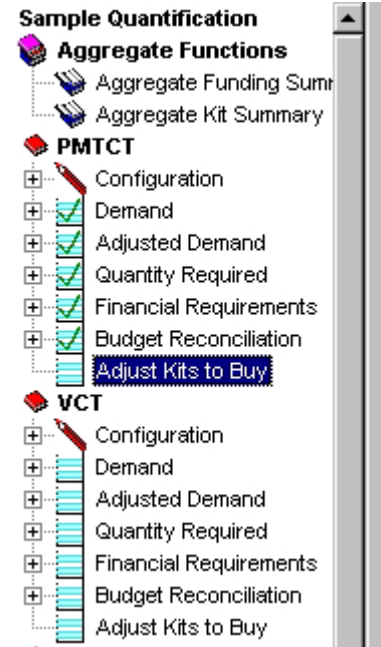 Sample Quantification
Aggregate Functions
Aggregate Funding Sumr
Aggregate Kit Summary
PMTCT
Configuration
Demand
Adjusted Demand
Quantity Required
Financial Requirements
Budget Reconciliation
Adjust Kits to Buy
VCT
Configuration
Demand
Adjusted Demand
Quantity Required
Financial Requirements
Budget Reconciliation
Adjust Kits to Buy